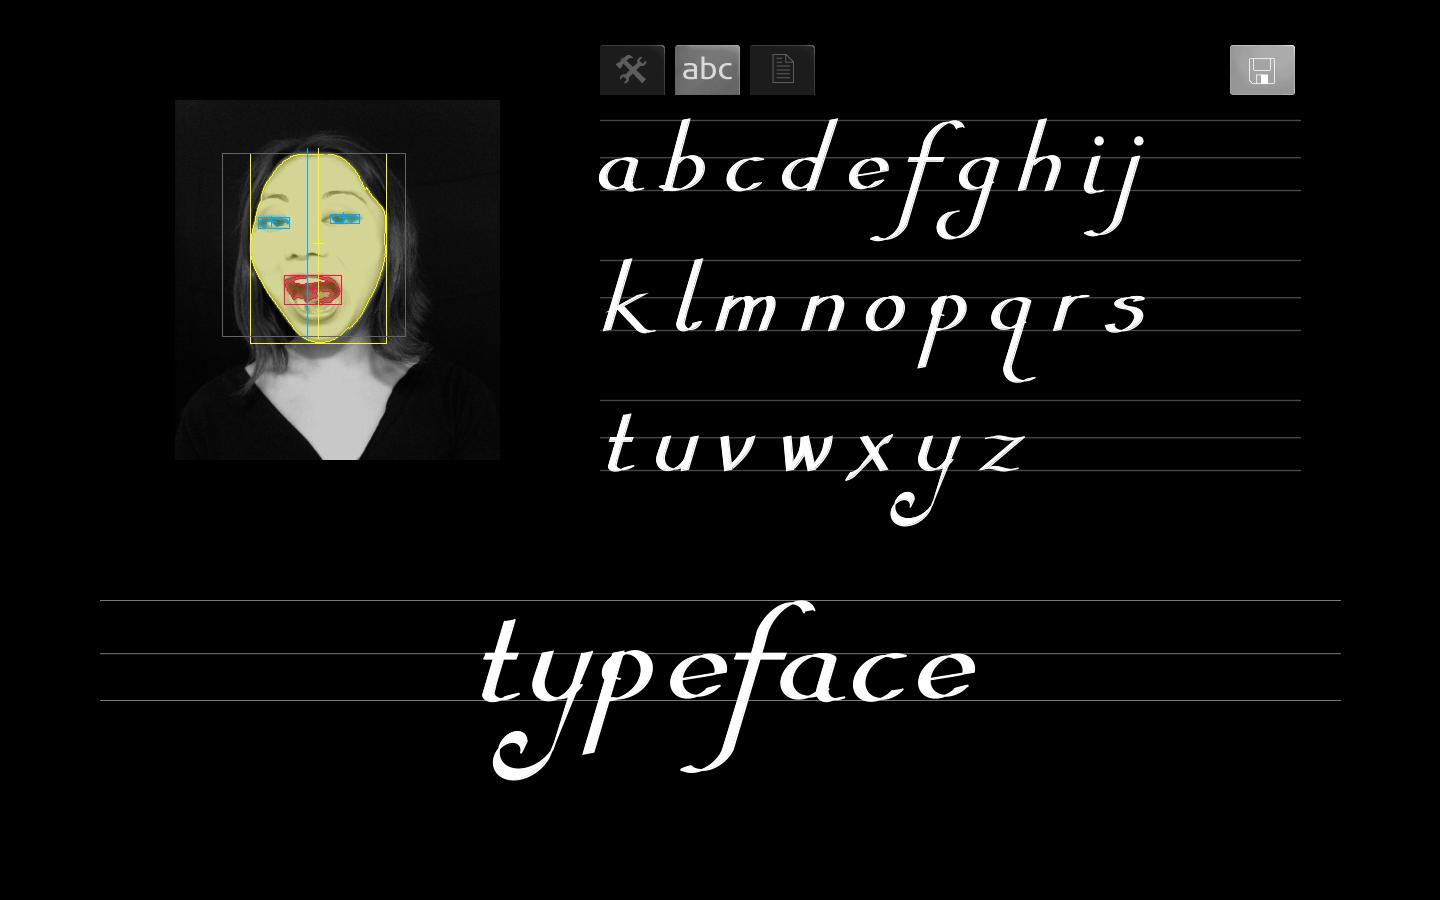 abc
a b c d e f g h i j
k l m n o p q r s
t u v w x y z
typeface